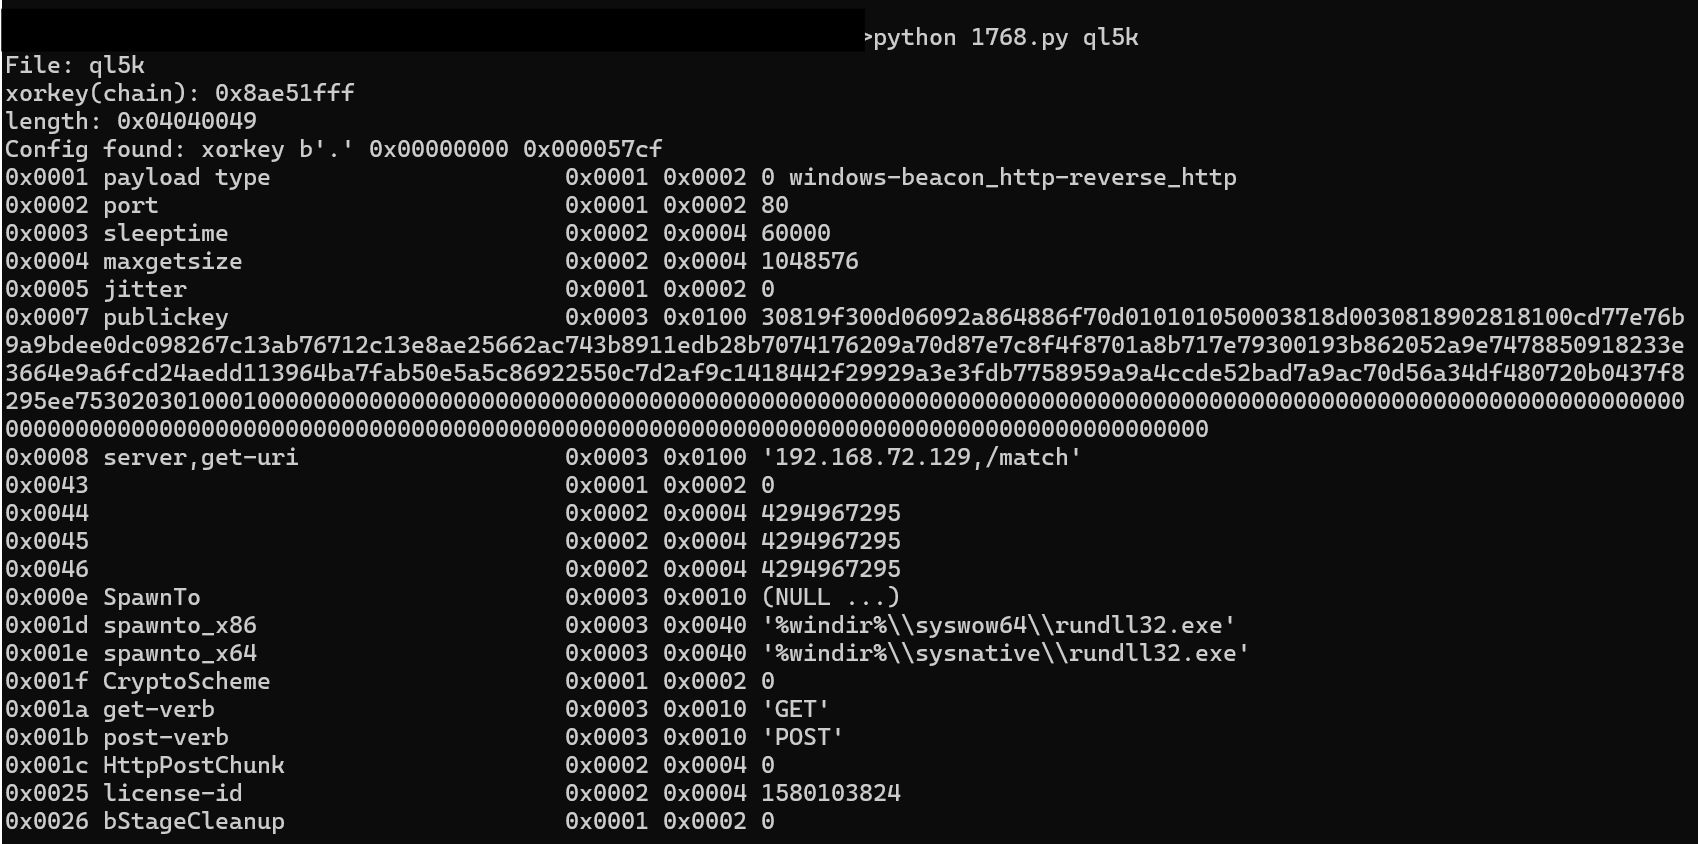 >python 1768.py ql5k
File: ql5k
xorkey(chain): 0x8ae51fff
length: 0x04040049
Config found: xorkey b'.' 0x00000000 0x000057cf
0x0001 payload type                     0x0001 0x0002 0 windows-beacon_http-reverse_http
0x0002 port                             0x0001 0x0002 80
0x0003 sleeptime                        0x0002 0x0004 60000
0x0004 maxgetsize                       0x0002 0x0004 1048576
0x0005 jitter                           0x0001 0x0002 0
0x0007 publickey                        0x0003 0x0100 30819f300d06092a864886f70d010101050003818d0030818902818100cd77e76b
9a9bdee0dc098267c13ab76712c13e8ae25662ac743b8911edb28b7074176209a70d87e7c8f4f8701a8b717e79300193b862052a9e7478850918233e
3664e9a6fcd24aedd113964ba7fab50e5a5c86922550c7d2af9c1418442f29929a3e3fdb7758959a9a4ccde52bad7a9ac70d56a34df480720b0437f8
295ee753020301000100000000000000000000000000000000000000000000000000000000000000000000000000000000000000000000000000000000
00000000000000000000000000000000000000000000000000000000000000000000000000000000000000
0x0008 server,get-uri                   0x0003 0x0100 '192.168.72.129,/match'
0x0043                                  0x0001 0x0002 0
0x0044                                  0x0002 0x0004 4294967295
0x0045                                  0x0002 0x0004 4294967295
0x0046                                  0x0002 0x0004 4294967295
0x000e SpawnTo                          0x0003 0x0010 (NULL ...)
0x001d spawnto_x86                      0x0003 0x0040 '%windir%\\syswow64\\rundll32.exe'
0x001e spawnto_x64                      0x0003 0x0040 '%windir%\\sysnative\\rundll32.exe'
0x001f CryptoScheme                     0x0001 0x0002 0
0x001a get-verb                         0x0003 0x0010 'GET'
0x001b post-verb                        0x0003 0x0010 'POST'
0x001c HttpPostChunk                    0x0002 0x0004 0
0x0025 license-id                       0x0002 0x0004 1580103824
0x0026 bStageCleanup                    0x0001 0x0002 0